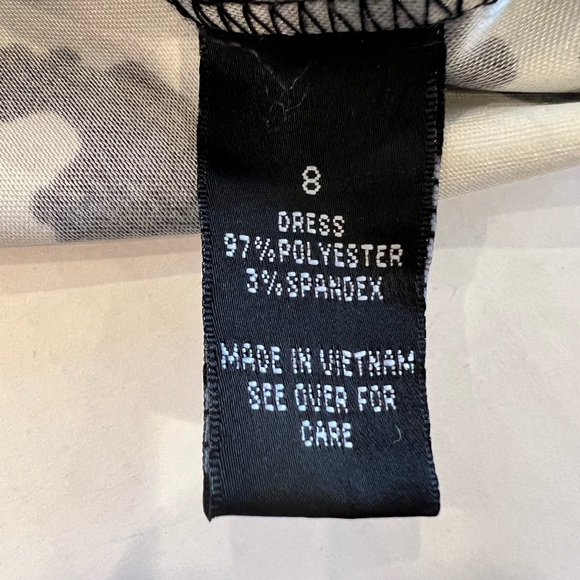 8
DRESS
97%POLYESTER
3%SPANDEX
MADE IN VIETNAM
SEE OVER FOR
CARE